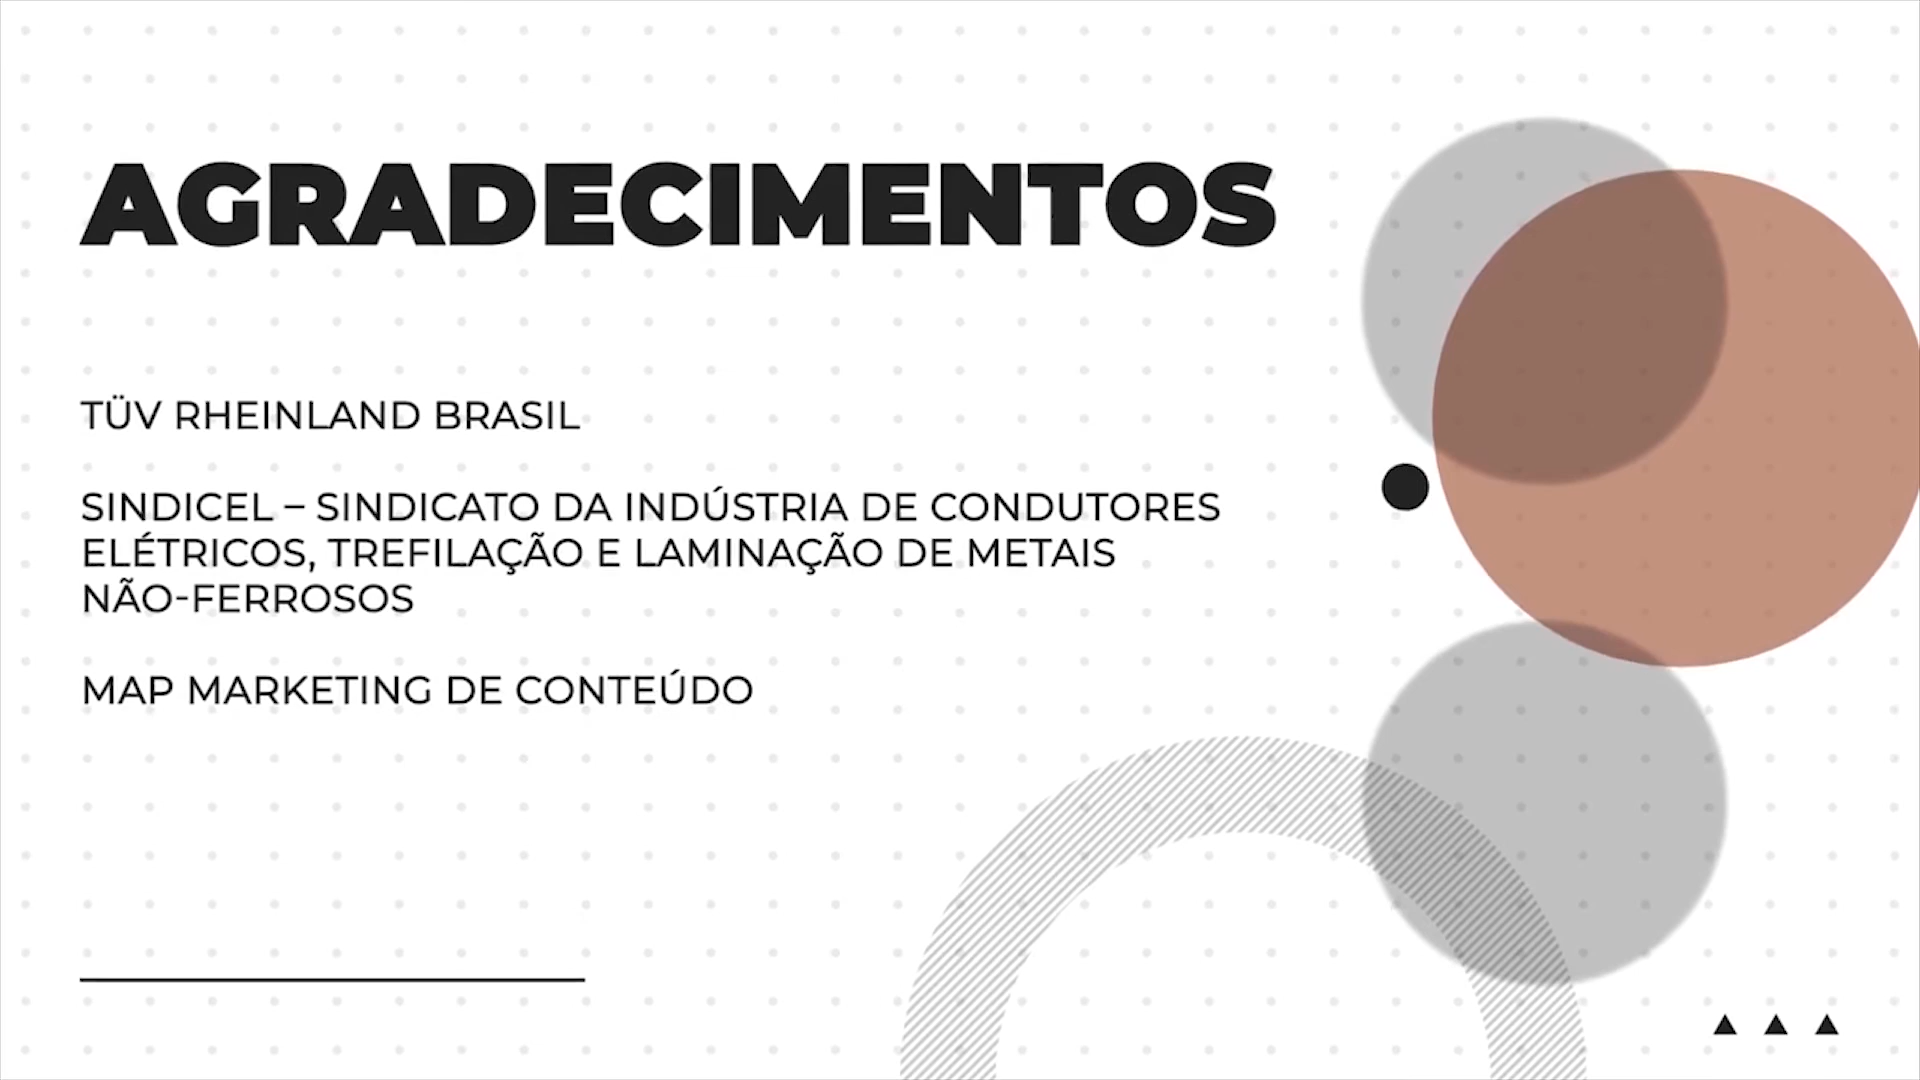 AGRADECIMENTOS
TÜV RHEINLAND BRASIL
SINDICEL – SINDICATO DA INDÚSTRIA DE CONDUTORES
ELÉTRICOS, TREFILAÇÃO E LAMINAÇÃO DE METAIS
NÃO-FERROSOS
MAP MARKETING DE CONTEÚDO